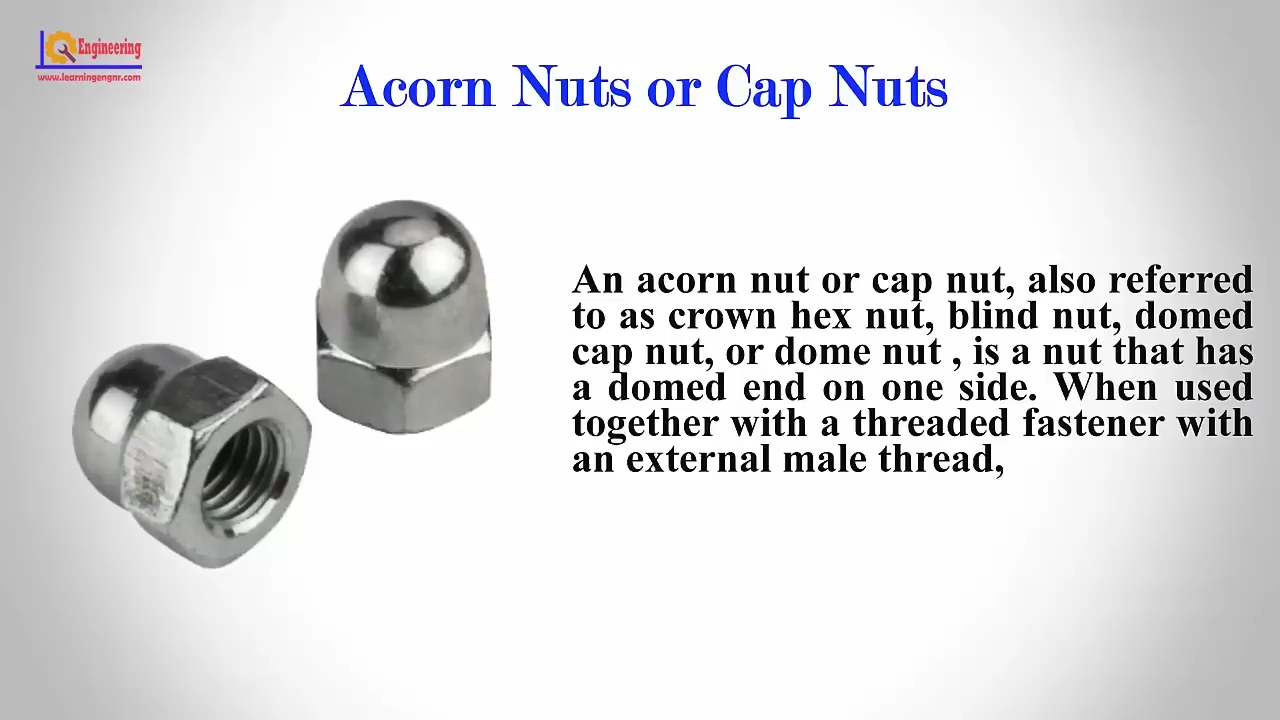 Engineering
www.learningengnr.com
Acorn Nuts or Cap Nuts
An acorn nut or cap nut, also referred
to as crown hex nut, blind nut, domed
cap nut, or dome nut , is a nut that has
a domed end on one side. When used
together with a threaded fastener with
an external male thread,